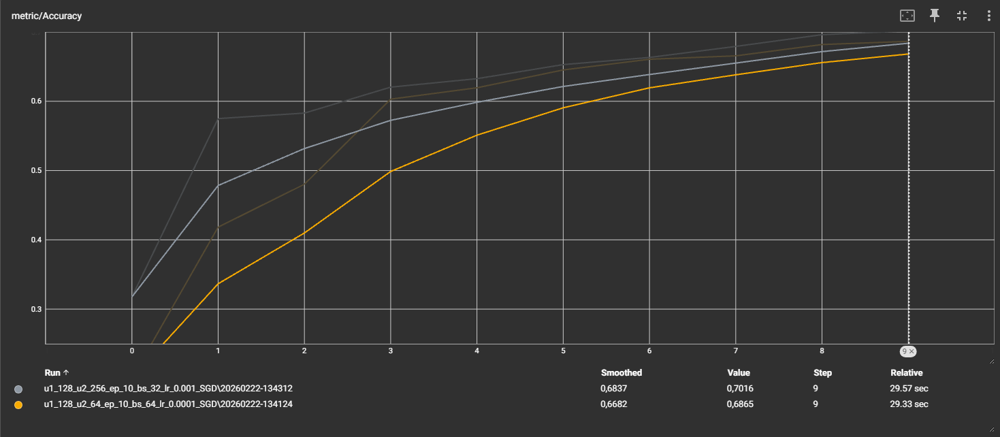 metric/Accuracy
0.6
0.5
0.4
0.3
0 1 2 3 4 5 6 7 8 9 ×
Run ↑ Smoothed Value Step Relative
u1_128_u2_256_ep_10_bs_32_lr_0.001_SGD\20260222-134312 0,6837 0,7016 9 29.57 sec
u1_128_u2_64_ep_10_bs_64_lr_0.0001_SGD\20260222-134124 0,6682 0,6865 9 29.33 sec